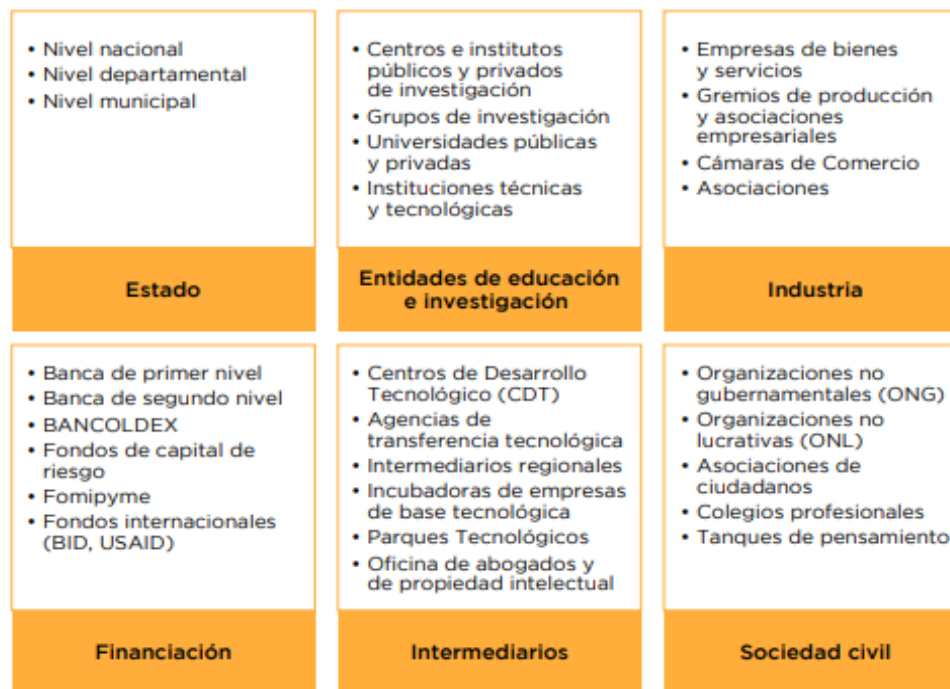 • Nivel nacional
• Nivel departamental
• Nivel municipal
Estado
• Centros e institutos
públicos y privados
de investigación
• Grupos de investigación
• Universidades públicas
y privadas
• Instituciones técnicas
y tecnológicas
Entidades de educación
e investigación
• Empresas de bienes
y servicios
• Gremios de producción
y asociaciones
empresariales
• Cámaras de Comercio
• Asociaciones
Industria
• Banca de primer nivel
• Banca de segundo nivel
• BANCOLDEX
• Fondos de capital de
riesgo
• Fomipyme
• Fondos internacionales
(BID, USAID)
Financiación
• Centros de Desarrollo
Tecnológico (CDT)
• Agencias de
transferencia tecnológica
• Intermediarios regionales
• Incubadoras de empresas
de base tecnológica
• Parques Tecnológicos
• Oficina de abogados y
de propiedad intelectual
Intermediarios
• Organizaciones no
gubernamentales (ONG)
• Organizaciones no
lucrativas (ONL)
• Asociaciones de
ciudadanos
• Colegios profesionales
• Tanques de pensamiento
Sociedad civil